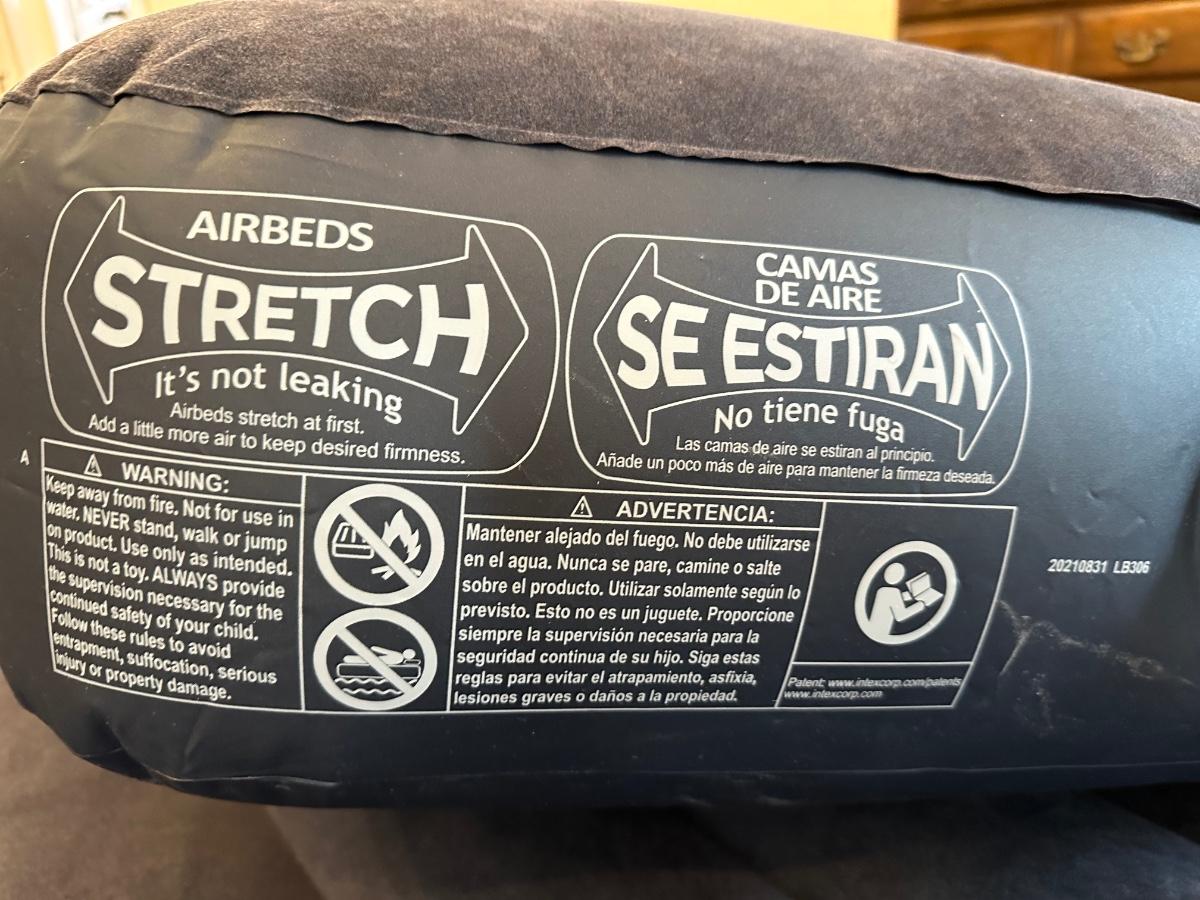 AIRBEDS
STRETCH
It's not leaking
Airbeds stretch at first.
Add a little more air to keep desired firmness.
CAMAS
DE AIRE
SE ESTIRAN
No tiene fuga
Las camas de aire se estiran al principio.
Añade un poco más de aire para mantener la firmeza deseada.
A
WARNING:
Keep away from fire. Not for use in
water. NEVER stand, walk or jump
on product. Use only as intended.
This is not a toy. ALWAYS provide
the supervision necessary for the
continued safety of your child.
Follow these rules to avoid
entrapment, suffocation, serious
injury or property damage.
ADVERTENCIA:
Mantener alejado del fuego. No debe utilizarse
en el agua. Nunca se pare, camine o salte
sobre el producto. Utilizar solamente según lo
previsto. Esto no es un juguete. Proporcione
siempre la supervisión necesaria para la
seguridad continua de su hijo. Siga estas
reglas para evitar el atrapamiento, asfixia,
lesiones graves o daños a la propiedad.
Patent: www.intexcorp.com/patents
www.intexcorp.com
20210831 LB306